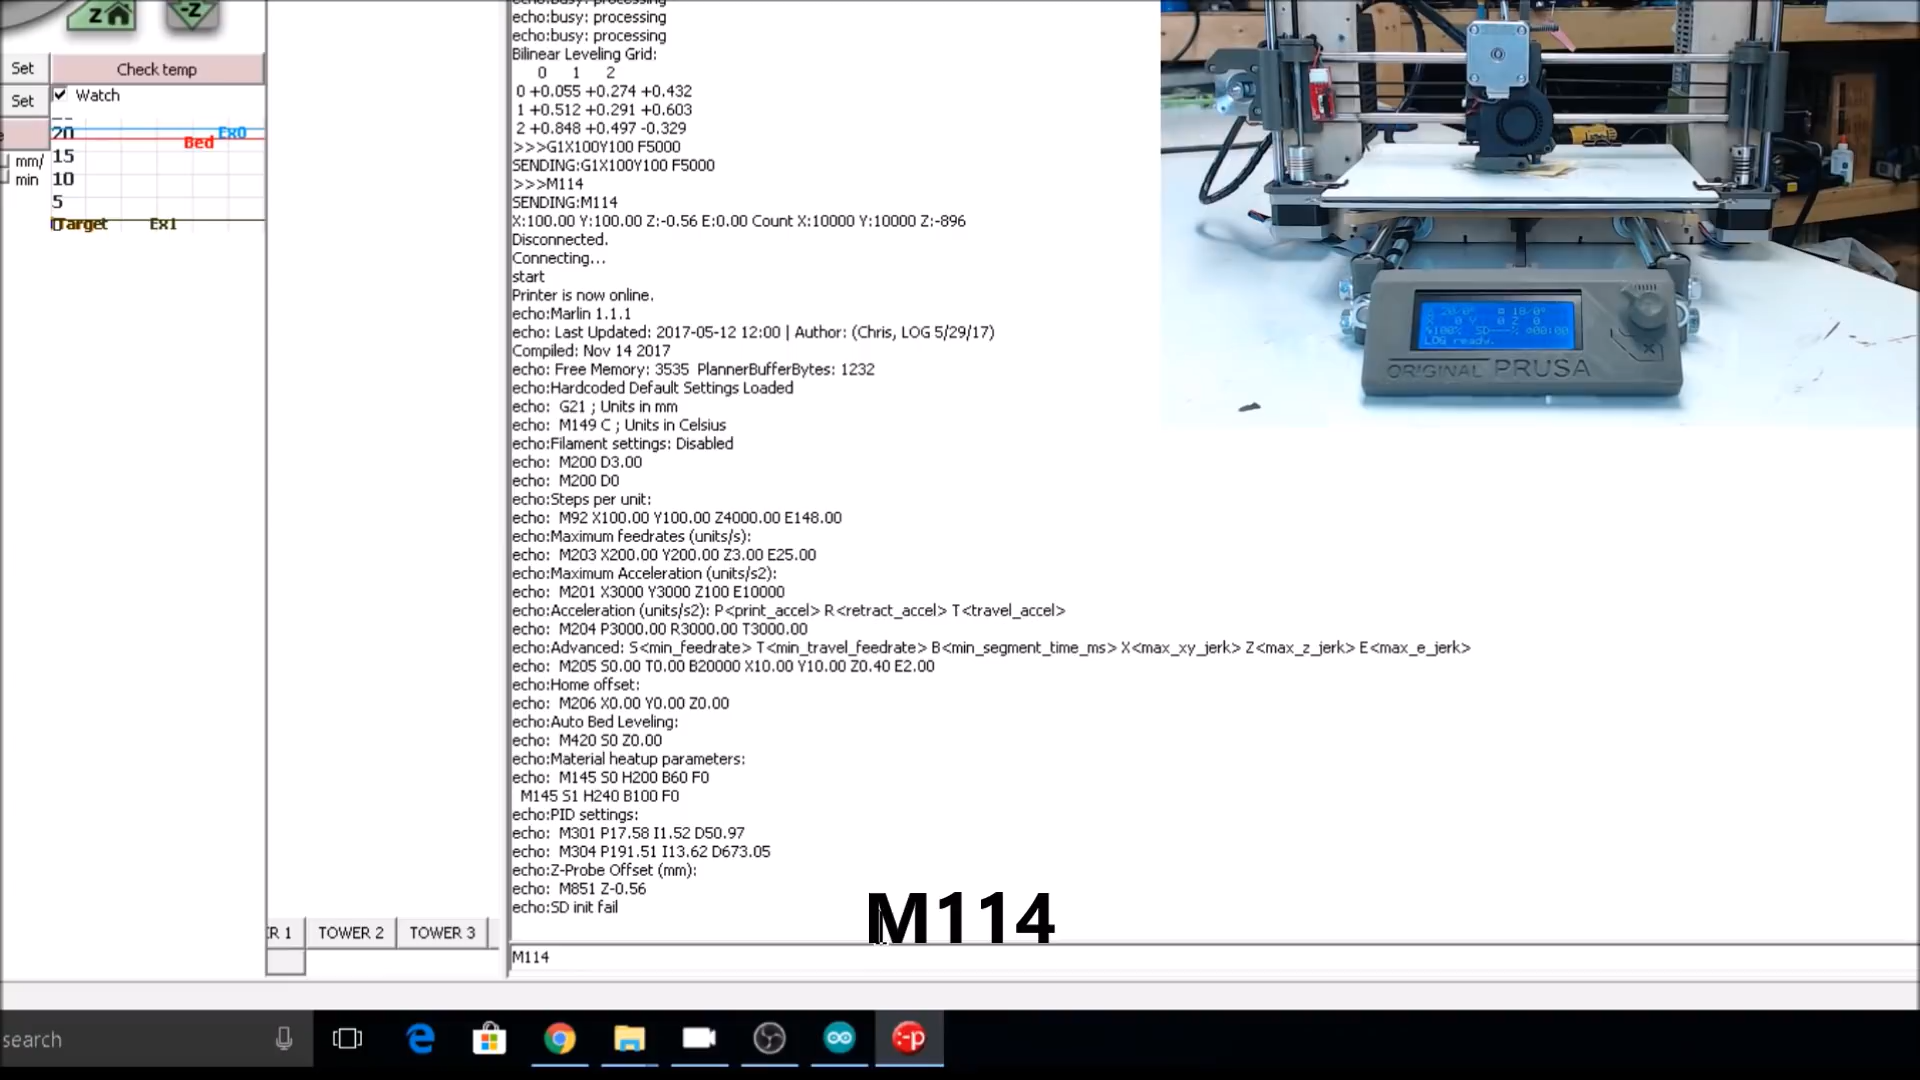 Z
-Z
Set
Check temp
Set
Watch
mm/
min
20
15
10
5
0
Ex0
Bed
Target
Ex1
echo:busy: processing
echo:busy: processing
echo:busy: processing
Bilinear Leveling Grid:
0 1 2
0 +0.055 +0.274 +0.432
1 +0.512 +0.291 +0.603
2 +0.848 +0.497 -0.329
>>>G1X100Y100 F5000
SENDING:G1X100Y100 F5000
>>>M114
SENDING:M114
X:100.00 Y:100.00 Z:-0.56 E:0.00 Count X:10000 Y:10000 Z:-896
Disconnected.
Connecting...
start
Printer is now online.
echo:Marlin 1.1.1
echo: Last Updated: 2017-05-12 12:00 | Author: (Chris, LOG 5/29/17)
Compiled: Nov 14 2017
echo: Free Memory: 3535 PlannerBufferBytes: 1232
echo:Hardcoded Default Settings Loaded
echo: G21 ; Units in mm
echo: M149 C ; Units in Celsius
echo:Filament settings: Disabled
echo: M200 D3.00
echo: M200 D0
echo:Steps per unit:
echo: M92 X100.00 Y100.00 Z4000.00 E148.00
echo:Maximum feedrates (units/s):
echo: M203 X200.00 Y200.00 Z3.00 E25.00
echo:Maximum Acceleration (units/s2):
echo: M201 X3000 Y3000 Z100 E10000
echo:Acceleration (units/s2): P<print_accel> R<retract_accel> T<travel_accel>
echo: M204 P3000.00 R3000.00 T3000.00
echo:Advanced: S<min_feedrate> T<min_travel_feedrate> B<min_segment_time_ms> X<max_xy_jerk> Z<max_z_jerk> E<max_e_jerk>
echo: M205 S0.00 T0.00 B20000 X10.00 Y10.00 Z0.40 E2.00
echo:Home offset:
echo: M206 X0.00 Y0.00 Z0.00
echo:Auto Bed Leveling:
echo: M420 S0 Z0.00
echo:Material heatup parameters:
echo: M145 S0 H200 B60 F0
M145 S1 H240 B100 F0
echo:PID settings:
echo: M301 P17.58 I1.52 D50.97
echo: M304 P191.51 I13.62 D673.05
echo:Z-Probe Offset (mm):
echo: M851 Z-0.56
echo:SD init fail
M114
R 1
TOWER 2
TOWER 3
M114
search
:-p
LOG ready.
ORIGINAL PRUSA